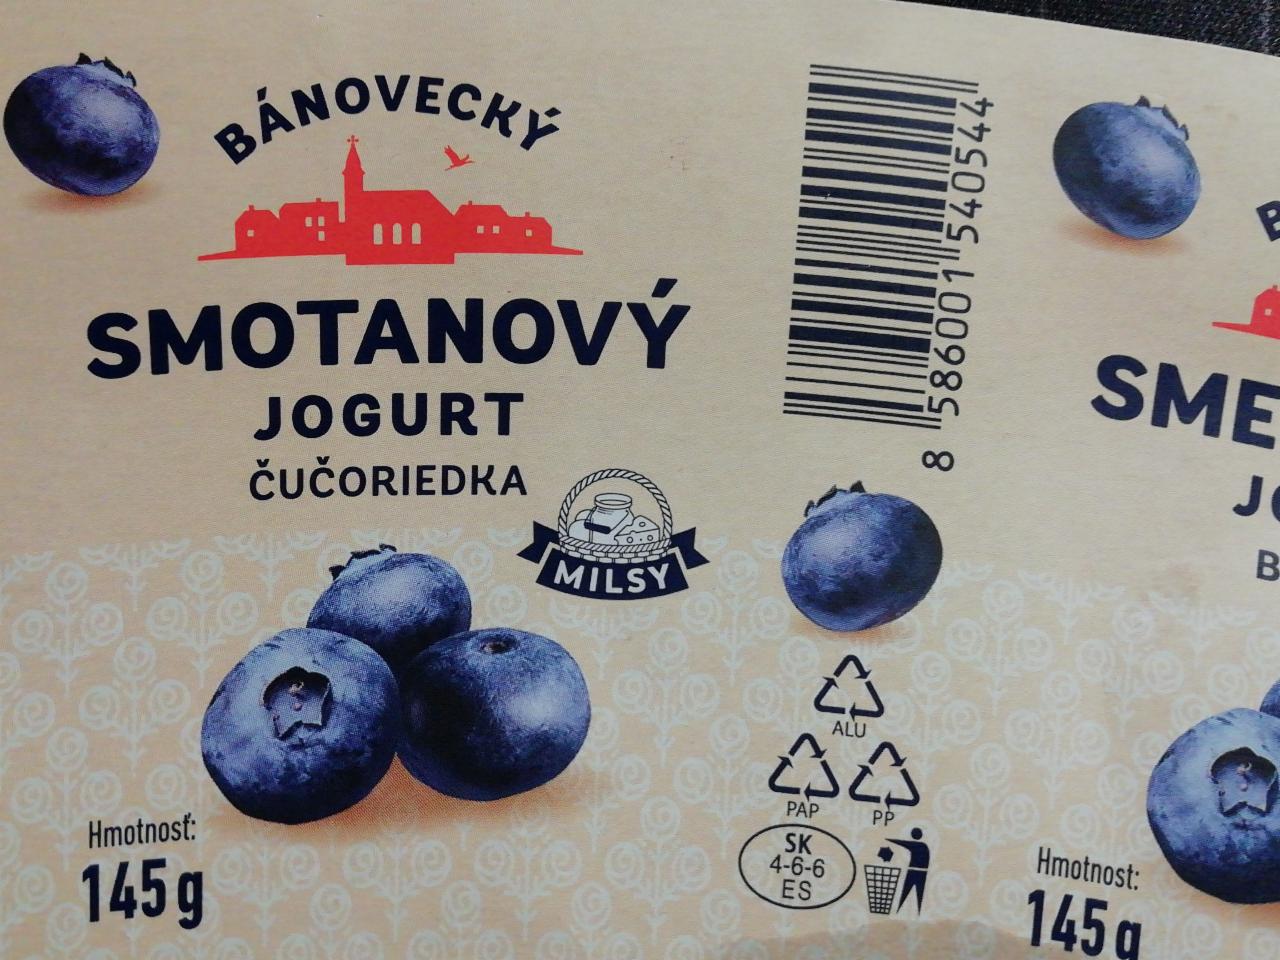 BÁNOVECKÝ
SMOTANOVÝ
JOGURT
ČUČORIEDKA
MILSY
Hmotnosť:
145 g
8 586001 540544
ALU
PAP
PP
SK
4-6-6
ES
B
SME
JO
B
Hmotnost:
145 g